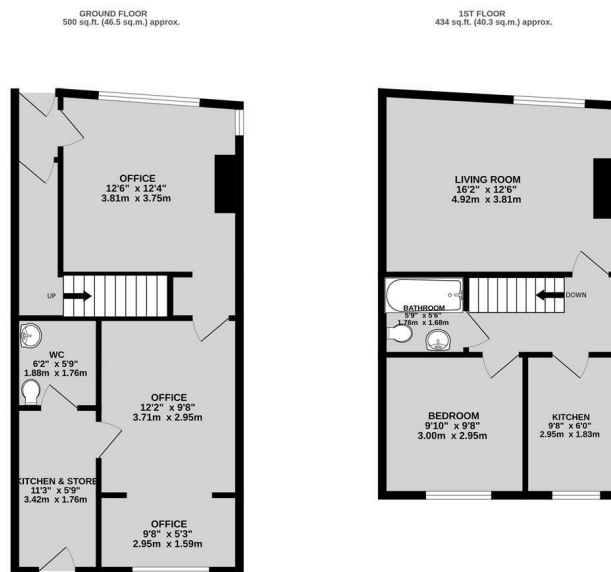 GROUND FLOOR
500 sq.ft. (46.5 sq.m.) approx.
1ST FLOOR
434 sq.ft. (40.3 sq.m.) approx.
OFFICE
12'6" x 12'4"
3.81m x 3.75m
UP
WC
6'2" x 5'9"
1.88m x 1.76m
OFFICE
12'2" x 9'8"
3.71m x 2.95m
KITCHEN & STORE
11'3" x 5'9"
3.42m x 1.76m
OFFICE
9'8" x 5'3"
2.95m x 1.59m
LIVING ROOM
16'2" x 12'6"
4.92m x 3.81m
DOWN
BATHROOM
5'9" x 5'6"
1.76m x 1.68m
BEDROOM
9'10" x 9'8"
3.00m x 2.95m
KITCHEN
9'8" x 6'0"
2.95m x 1.83m